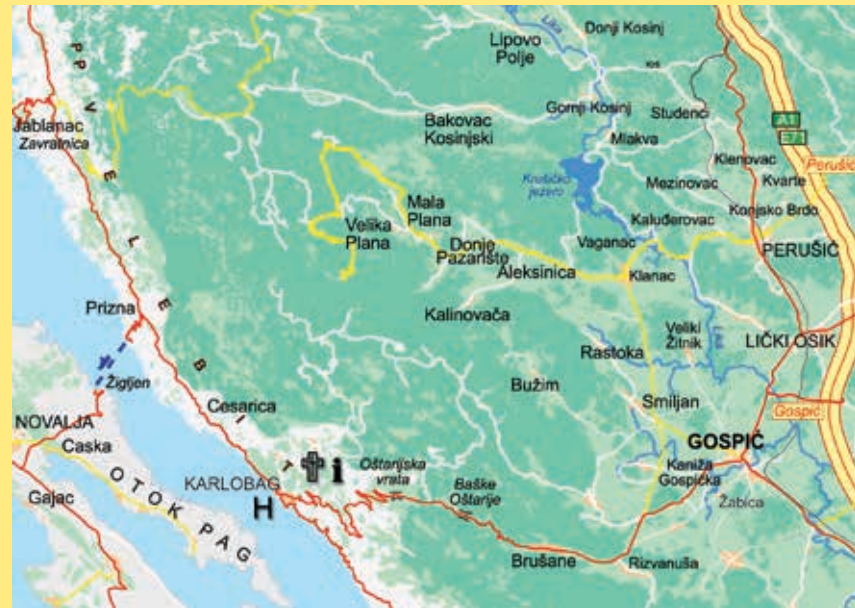 Donji Kosinj
Lika
Lipovo
Polje
P P V E L E B I T
Gornji Kosinj
Studenci
A1
Jablanac
Zavratnica
Bakovac
Kosinjski
Mlakva
Klenovac
Perušić
Krušćičko
jezero
Mezinovac
Kvarte
Mala
Plana
Kaluđerovac
Konjsko Brdo
Velika
Plana
Donje
Pazarište
Vaganac
PERUŠIĆ
Aleksinica
Klanac
Prizna
Kalinovača
Veliki
Žitnik
Lika
LIČKI OSIK
Rastoka
Žigljen
Bužim
Cesarica
Smiljan
Gospić
NOVALJA
Caska
GOSPIĆ
OTOK PAG
Gajac
KARLOBAG
i
H
Oštarijska
vrata
Baške
Oštarije
Kaniža
Gospićka
Žabica
Brušane
Rizvanuša